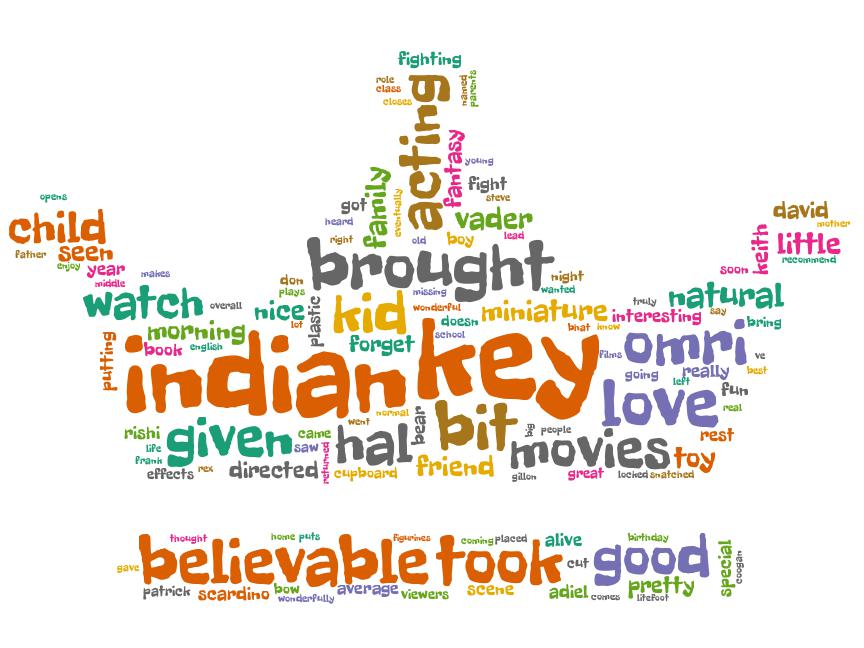 fighting
role
class
closes
acting
named
parents
fantasy
young
opens
child
father
seen
enjoy
year
middle
makes
got
heard
right
family
eventually
old
fight
steve
vader
boy
lead
david
mother
keith
little
recommend
soon
brought
night
wanted
watch
overall
don
plays
nice
lot
plastic
kid
missing
wonderful
doesn
miniature
interesting
truly
natural
say
bring
morning
book
english
putting
forget
school
bhat
know
indian
key
films
omri
ve
going
left
really
best
love
fun
real
rest
rishi
life
frank
effects
given
rex
came
saw
directed
returned
went
normal
hal
bear
cupboard
friend
bit
big
people
movies
gillon
great
locked
snatched
toy
thought
home
puts
figurines
coming
placed
alive
birthday
gave
believable
took
cut
good
special
coogan
patrick
scardino
bow
wonderfully
average
viewers
scene
adiel
comes
pretty
litefoot